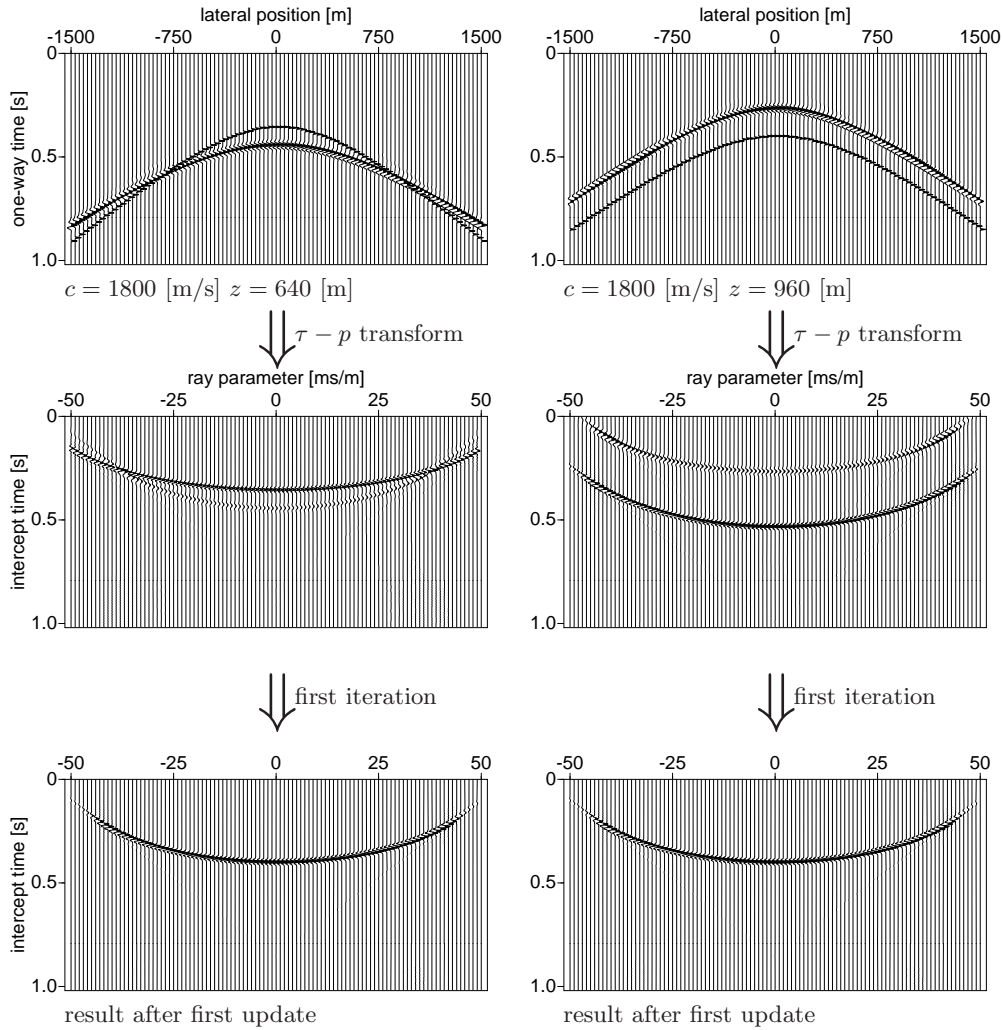 lateral position [m]
-1500 -750 0 750 1500
0
0.5
1.0
one-way time [s]
c = 1800 [m/s] z = 640 [m]
τ − p transform
lateral position [m]
-1500 -750 0 750 1500
0
0.5
1.0
c = 1800 [m/s] z = 960 [m]
τ − p transform
ray parameter [ms/m]
-50 -25 0 25 50
0
0.5
1.0
intercept time [s]
first iteration
ray parameter [ms/m]
-50 -25 0 25 50
0
0.5
1.0
first iteration
-50 -25 0 25 50
0
0.5
1.0
intercept time [s]
result after first update
-50 -25 0 25 50
0
0.5
1.0
result after first update